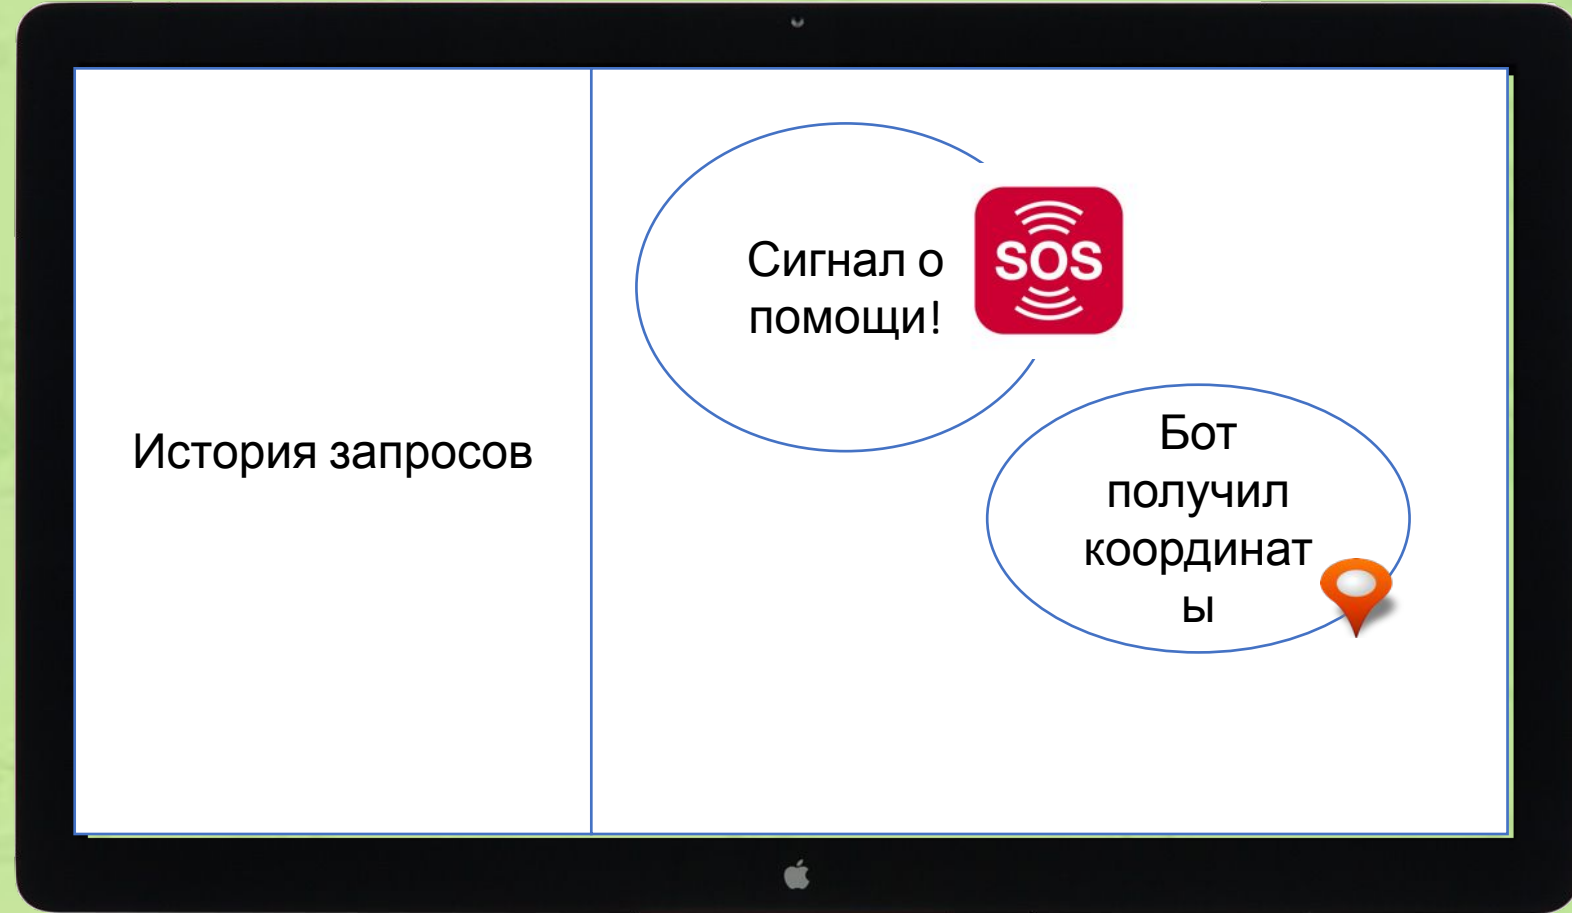 История запросов
Сигнал о
помощи!
SOS
Бот
получил
координат
ы